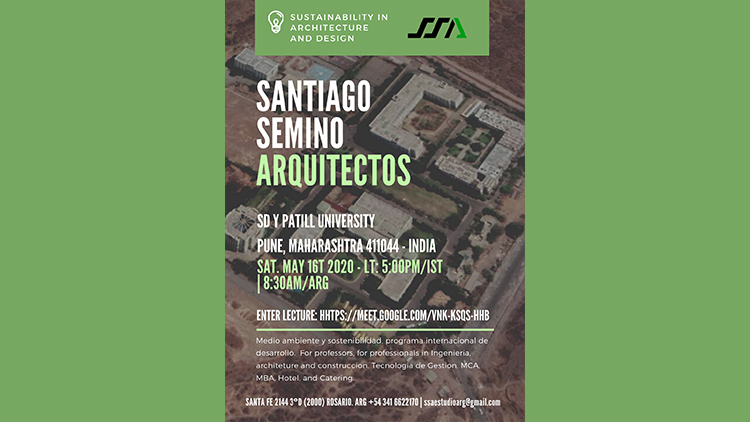 SUSTAINABILITY IN
ARCHITECTURE
AND DESIGN
SSA
SANTIAGO
SEMINO
ARQUITECTOS
SD Y PATILL UNIVERSITY
PUNE, MAHARASHTRA 411044 - INDIA
SAT. MAY 16T 2020 - LT: 5:00PM/IST
| 8:30AM/ARG
ENTER LECTURE: HHTPS://MEET.GOOGLE.COM/VNK-KSQS-HHB
Medio ambiente y sostenibilidad, programa internacional de
desarrollo. For professors, for professionals in Ingenieria,
architeture and construccion, Tecnologia de Gestion, MCA,
MBA, Hotel, and Catering
SANTA FE 2144 3°D (2000) ROSARIO. ARG +54 341 6622170 | ssaestudioarg@gmail.com